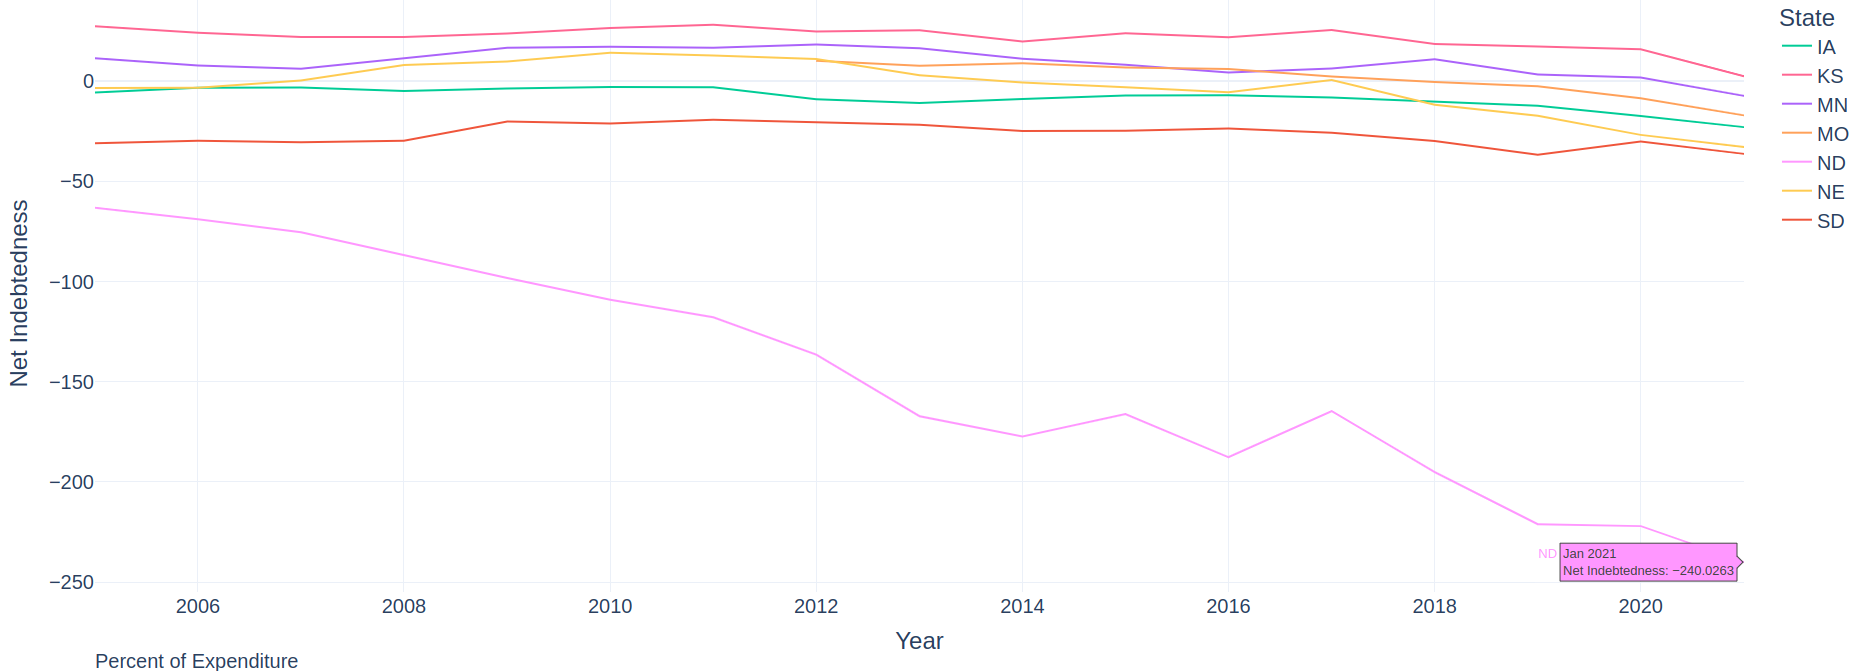 State
IA
KS
MN
MO
ND
NE
SD
Net Indebtedness
0
−50
−100
−150
−200
−250
ND
Jan 2021
Net Indebtedness: −240.0263
2006
2008
2010
2012
2014
2016
2018
2020
Year
Percent of Expenditure